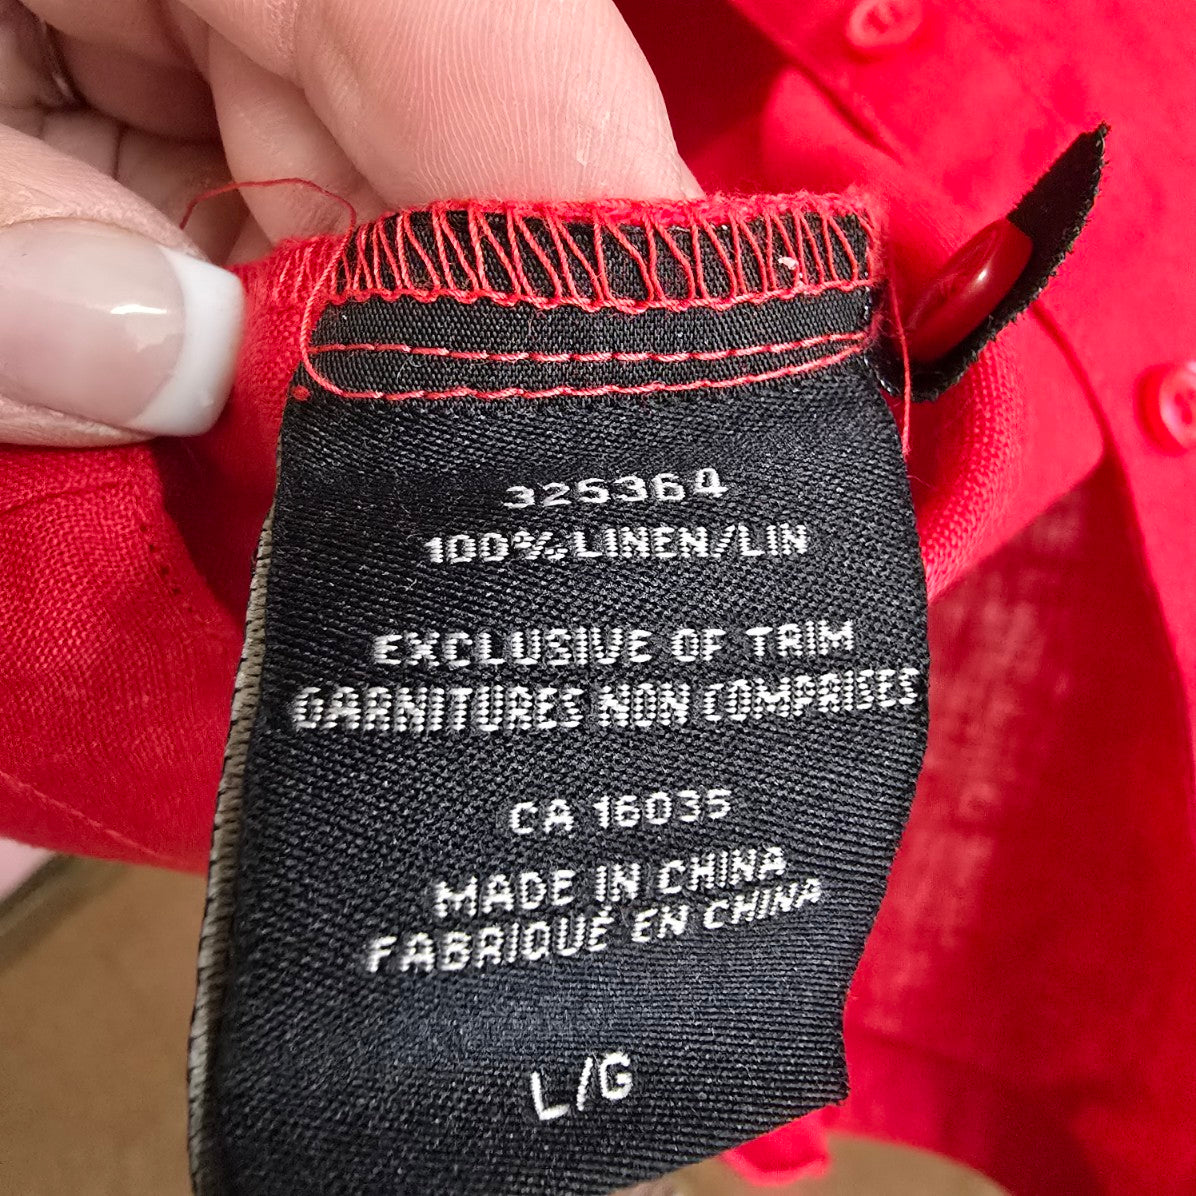 325364
100% LINEN/LIN
EXCLUSIVE OF TRIM
GARNITURES NON COMPRISES
CA 16035
MADE IN CHINA
FABRIQUÉ EN CHINA
L/G